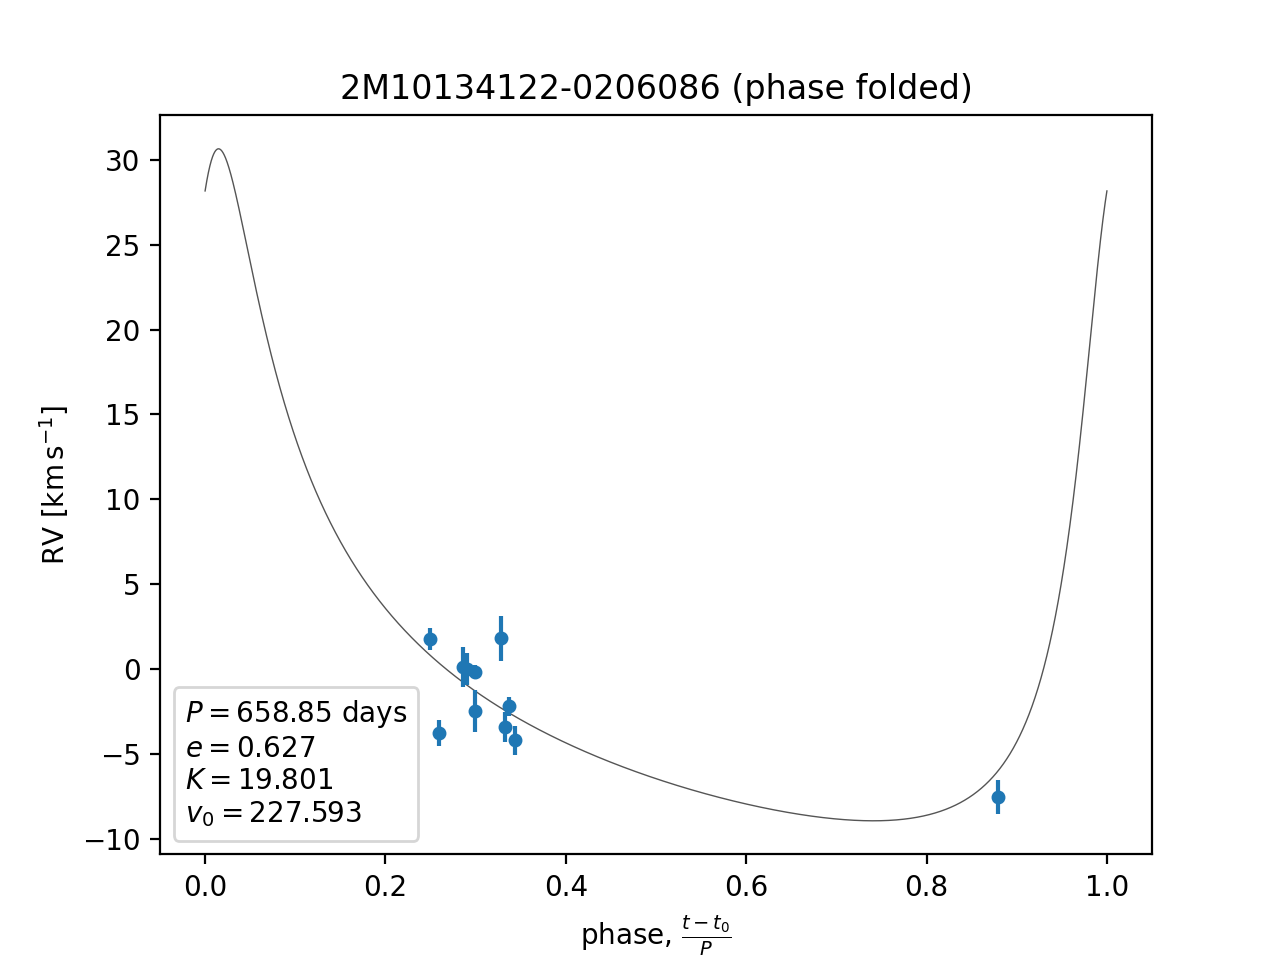 2M10134122-0206086 (phase folded)
RV [km s⁻¹]
30
25
20
15
10
5
0
−5
−10
P = 658.85 days
e = 0.627
K = 19.801
v₀ = 227.593
0.0 0.2 0.4 0.6 0.8 1.0
phase, (t − t₀)/P